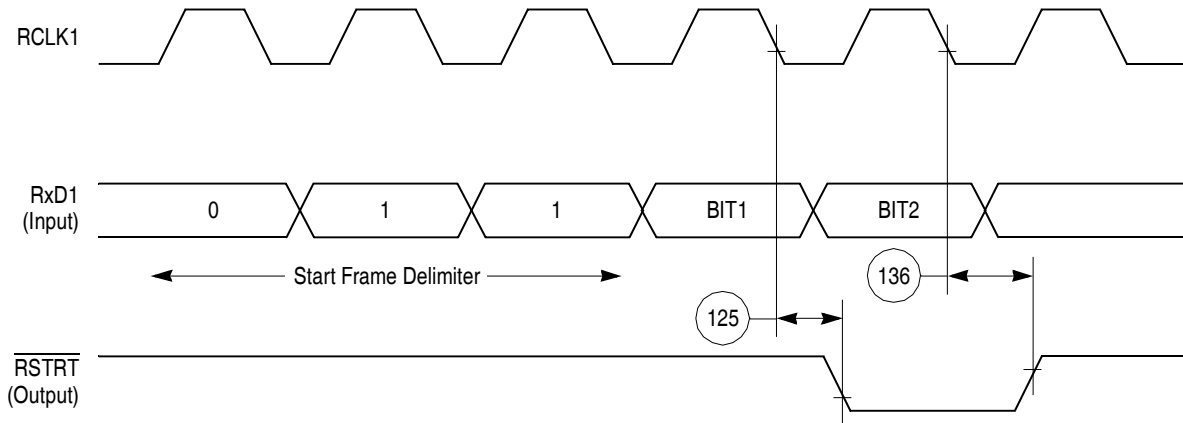 RCLK1
RxD1
(Input)
0
1
1
BIT1
BIT2
Start Frame Delimiter
136
125
RSTRT
(Output)